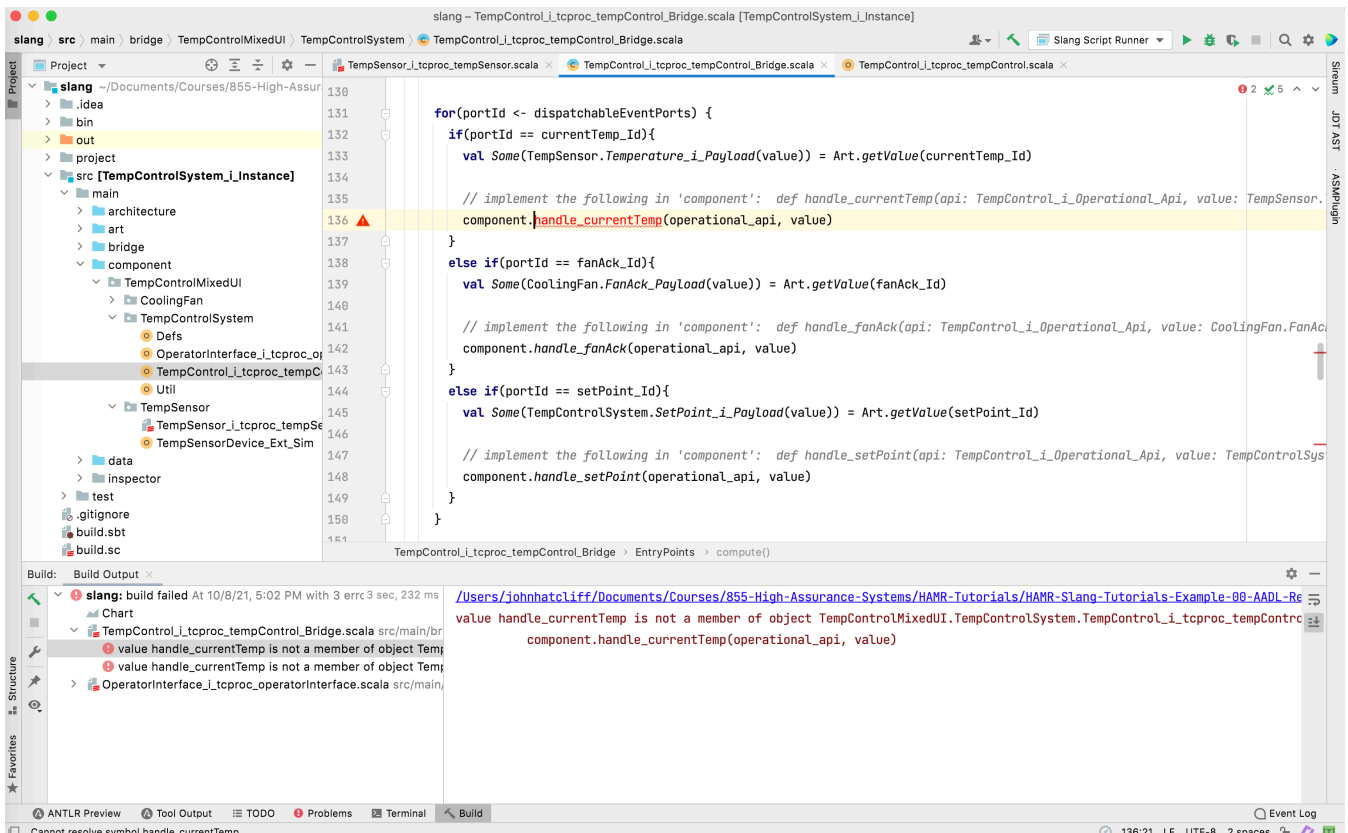 slang – TempControl_i_tcproc_tempControl_Bridge.scala [TempControlSystem_i_Instance]
slang › src › main › bridge › TempControlMixedUI › TempControlSystem › TempControl_i_tcproc_tempControl_Bridge.scala
Slang Script Runner
Project
Project
TempSensor_i_tcproc_tempSensor.scala
TempControl_i_tcproc_tempControl_Bridge.scala
TempControl_i_tcproc_tempControl.scala
slang ~/Documents/Courses/855-High-Assur
.idea
bin
out
project
src [TempControlSystem_i_Instance]
main
architecture
art
bridge
component
TempControlMixedUI
CoolingFan
TempControlSystem
Defs
OperatorInterface_i_tcproc_op
TempControl_i_tcproc_tempC
Util
TempSensor
TempSensor_i_tcproc_tempSe
TempSensorDevice_Ext_Sim
data
inspector
test
.gitignore
build.sbt
build.sc
2 5
130
131 for(portId <- dispatchableEventPorts) {
132 if(portId == currentTemp_Id){
133 val Some(TempSensor.Temperature_i_Payload(value)) = Art.getValue(currentTemp_Id)
134
135 // implement the following in 'component': def handle_currentTemp(api: TempControl_i_Operational_Api, value: TempSensor.
136 component.handle_currentTemp(operational_api, value)
137 }
138 else if(portId == fanAck_Id){
139 val Some(CoolingFan.FanAck_Payload(value)) = Art.getValue(fanAck_Id)
140
141 // implement the following in 'component': def handle_fanAck(api: TempControl_i_Operational_Api, value: CoolingFan.FanAc
142 component.handle_fanAck(operational_api, value)
143 }
144 else if(portId == setPoint_Id){
145 val Some(TempControlSystem.SetPoint_i_Payload(value)) = Art.getValue(setPoint_Id)
146
147 // implement the following in 'component': def handle_setPoint(api: TempControl_i_Operational_Api, value: TempControlSys
148 component.handle_setPoint(operational_api, value)
149 }
150 }
151
TempControl_i_tcproc_tempControl_Bridge › EntryPoints › compute()
Sireum
JDT AST
ASMPlugin
Build: Build Output
slang: build failed At 10/8/21, 5:02 PM with 3 errc 3 sec, 232 ms
Chart
TempControl_i_tcproc_tempControl_Bridge.scala src/main/br
value handle_currentTemp is not a member of object Temp
value handle_currentTemp is not a member of object Temp
OperatorInterface_i_tcproc_operatorInterface.scala src/main/
/Users/johnhatcliff/Documents/Courses/855-High-Assurance-Systems/HAMR-Tutorials/HAMR-Slang-Tutorials-Example-00-AADL-Re
value handle_currentTemp is not a member of object TempControlMixedUI.TempControlSystem.TempControl_i_tcproc_tempContro
component.handle_currentTemp(operational_api, value)
Structure
Favorites
ANTLR Preview Tool Output TODO Problems Terminal Build Event Log
Cannot resolve symbol handle_currentTemp
136:21 LF UTF-8 2 spaces